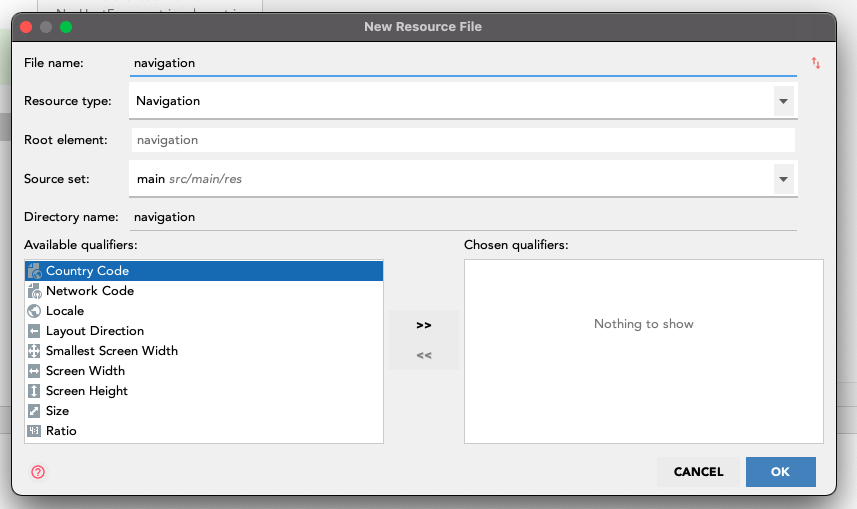 New Resource File
File name: navigation
Resource type: Navigation
Root element: navigation
Source set: main src/main/res
Directory name: navigation
Available qualifiers:
Country Code
Network Code
Locale
Layout Direction
Smallest Screen Width
Screen Width
Screen Height
Size
Ratio
>>
<<
Chosen qualifiers:
Nothing to show
?
CANCEL
OK